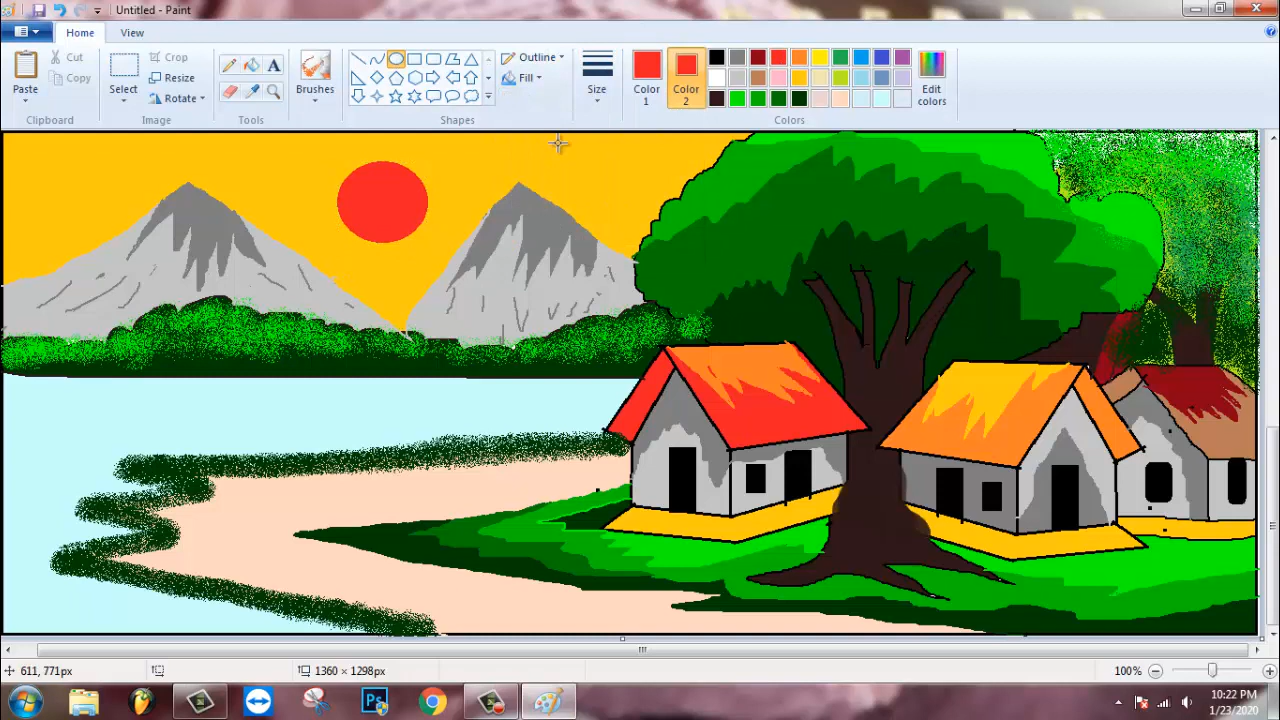 Untitled - Paint
Home View
Paste
Cut
Copy
Select
Crop
Resize
Rotate
A
Brushes
Outline
Fill
Size
Color 1
Color 2
Edit colors
Clipboard Image Tools Shapes Colors
611, 771px
1360 × 1298px
100%
Ps
10:22 PM
1/23/2020